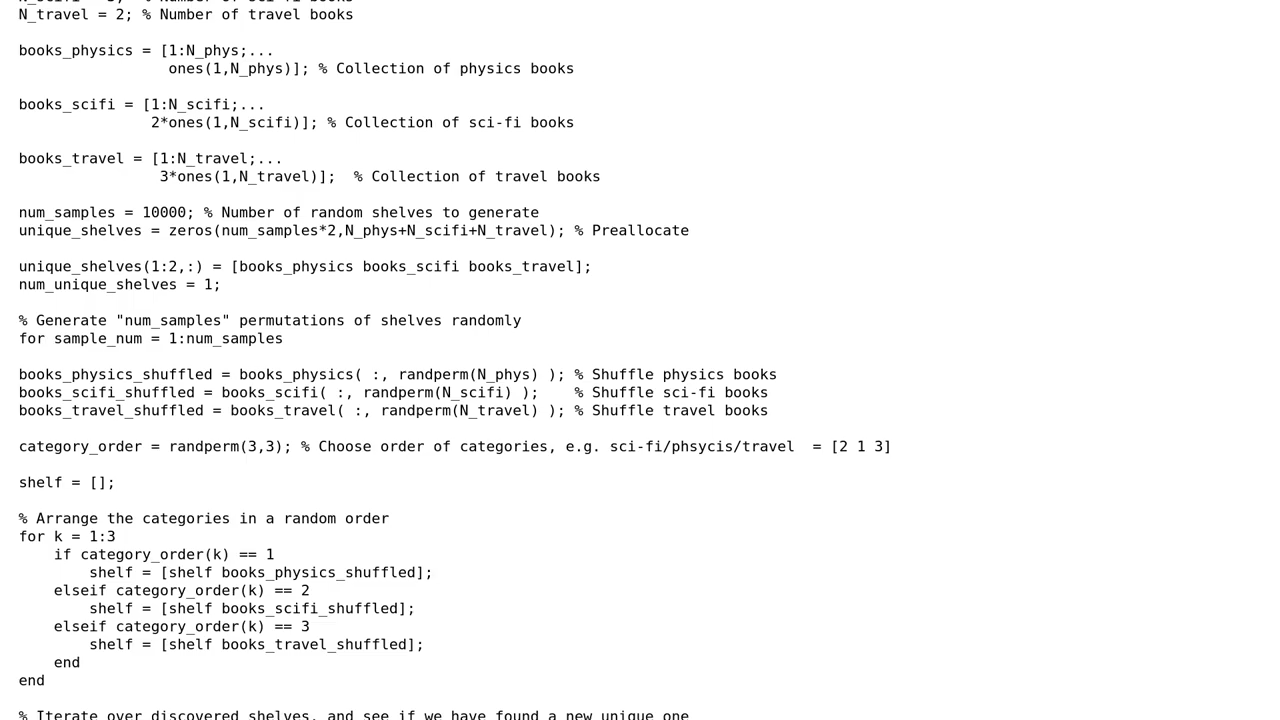 N_travel = 2; % Number of travel books
books_physics = [1:N_phys;...
ones(1,N_phys)]; % Collection of physics books
books_scifi = [1:N_scifi;...
2*ones(1,N_scifi)]; % Collection of sci-fi books
books_travel = [1:N_travel;...
3*ones(1,N_travel)];  % Collection of travel books
num_samples = 10000; % Number of random shelves to generate
unique_shelves = zeros(num_samples*2,N_phys+N_scifi+N_travel); % Preallocate
unique_shelves(1:2,:) = [books_physics books_scifi books_travel];
num_unique_shelves = 1;
% Generate "num_samples" permutations of shelves randomly
for sample_num = 1:num_samples
books_physics_shuffled = books_physics( :, randperm(N_phys) ); % Shuffle physics books
books_scifi_shuffled = books_scifi( :, randperm(N_scifi) );    % Shuffle sci-fi books
books_travel_shuffled = books_travel( :, randperm(N_travel) ); % Shuffle travel books
category_order = randperm(3,3); % Choose order of categories, e.g. sci-fi/phsycis/travel  = [2 1 3]
shelf = [];
% Arrange the categories in a random order
for k = 1:3
if category_order(k) == 1
shelf = [shelf books_physics_shuffled];
elseif category_order(k) == 2
shelf = [shelf books_scifi_shuffled];
elseif category_order(k) == 3
shelf = [shelf books_travel_shuffled];
end
end
% Iterate over discovered shelves, and see if we have found a new unique one